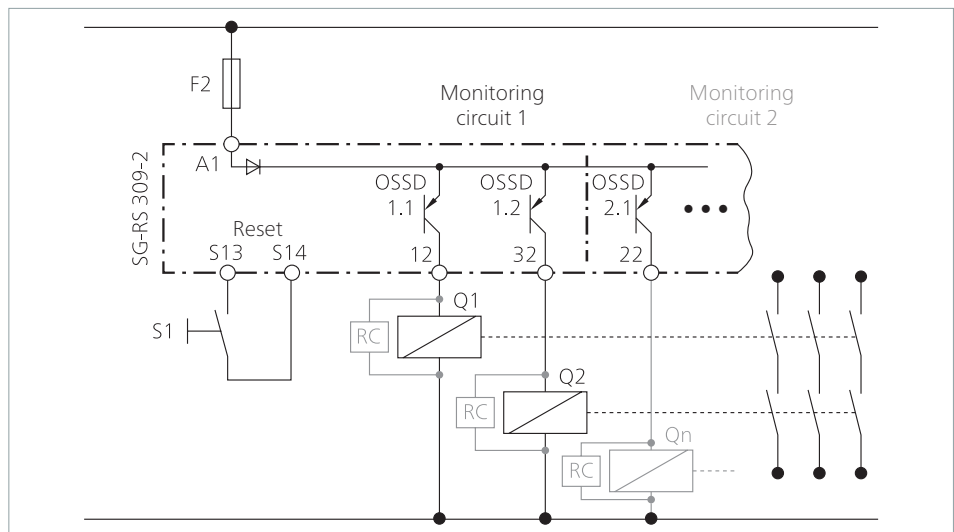 F2
Monitoring
circuit 1
Monitoring
circuit 2
A1
SG-RS 309-2
OSSD
1.1
OSSD
1.2
OSSD
2.1
Reset
S13
S14
12
32
22
S1
RC
Q1
RC
Q2
RC
Qn